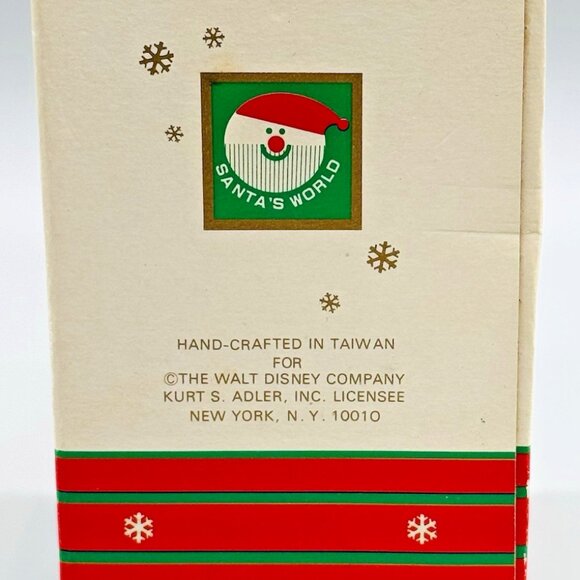 SANTA'S WORLD
HAND-CRAFTED IN TAIWAN
FOR
©THE WALT DISNEY COMPANY
KURT S. ADLER, INC. LICENSEE
NEW YORK, N. Y. 10010